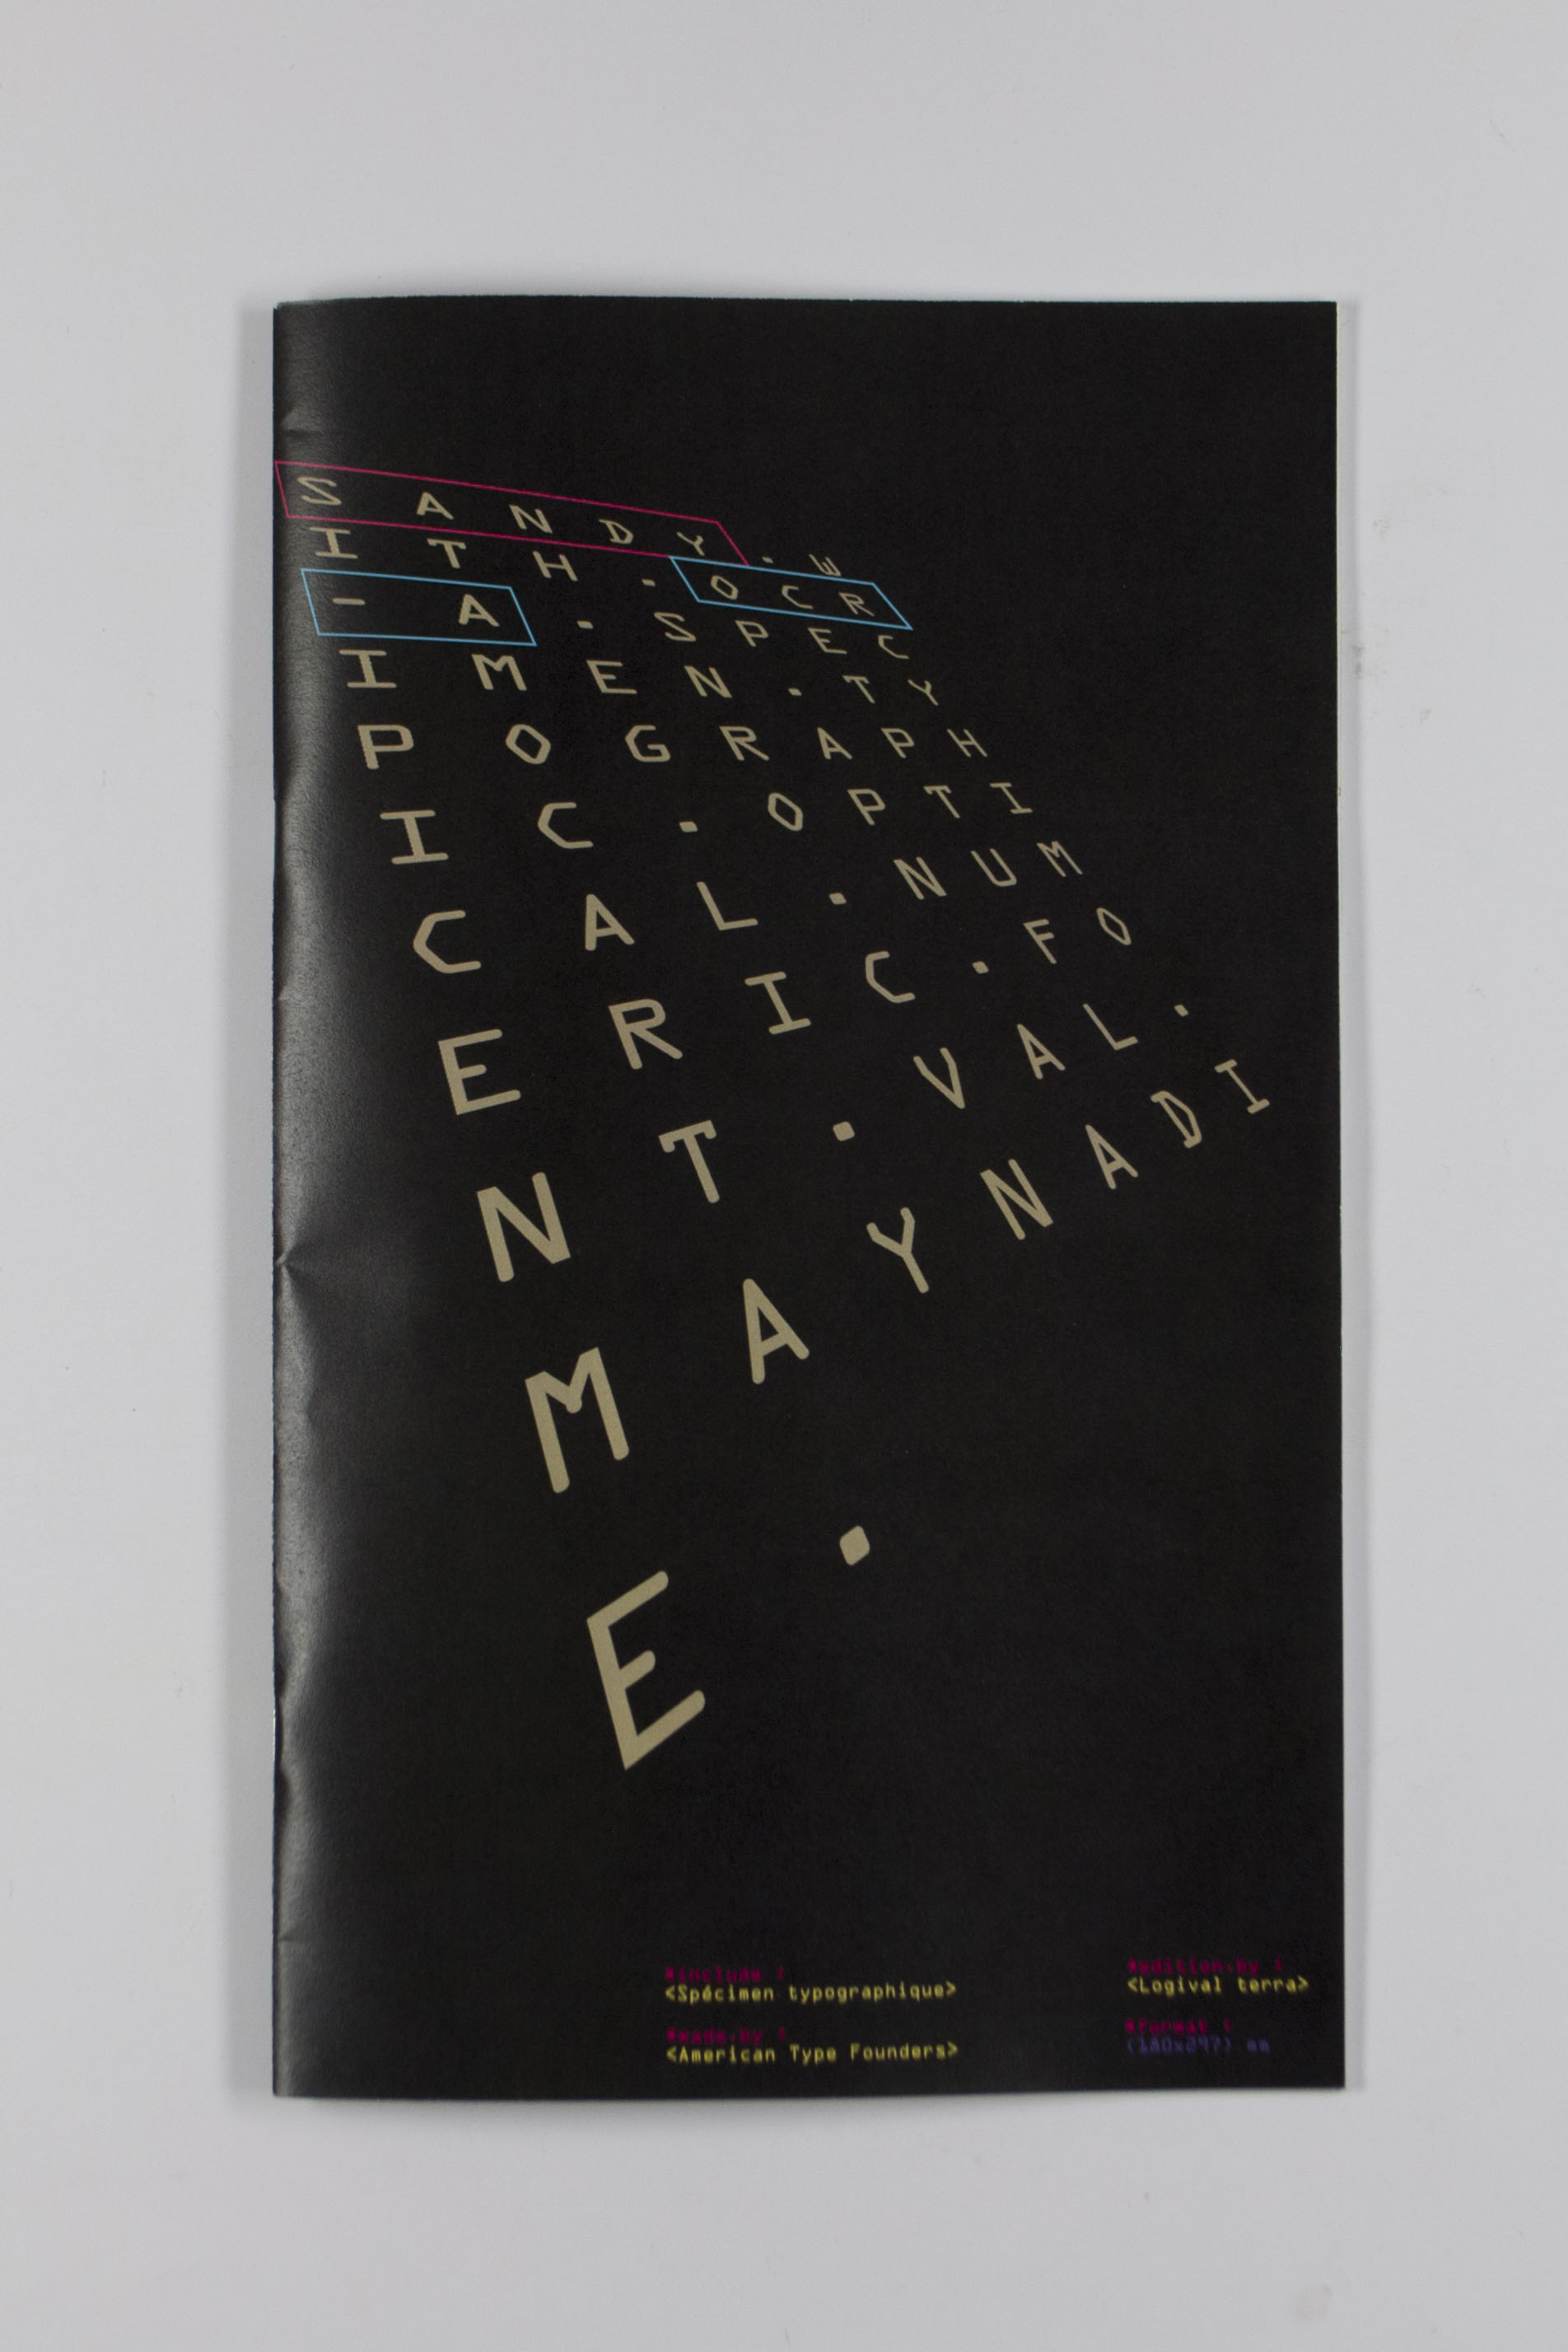 SANDY.W
ITH.OCR
-A.SPEC
IMEN.TY
POGRAPH
IC.OPTI
CAL.NUM
ERIC.FO
NT.VAL.
MAYNADI
E.
#include :
<Spécimen typographique>
#made.by :
<American Type Founders>
#edition.by :
<Logival terra>
#format :
(180x297) mm